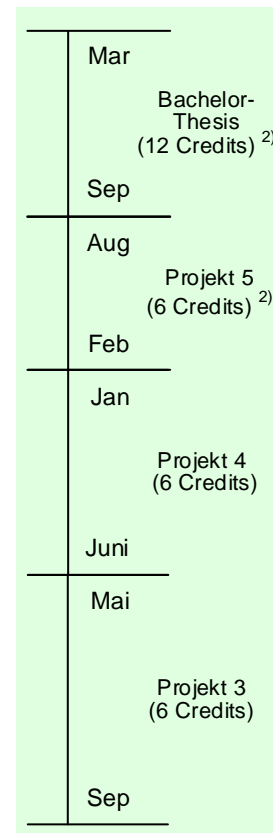 Mar
Bachelor-
Thesis
(12 Credits) 2)
Sep
Aug
Projekt 5
(6 Credits) 2)
Feb
Jan
Projekt 4
(6 Credits)
Juni
Mai
Projekt 3
(6 Credits)
Sep